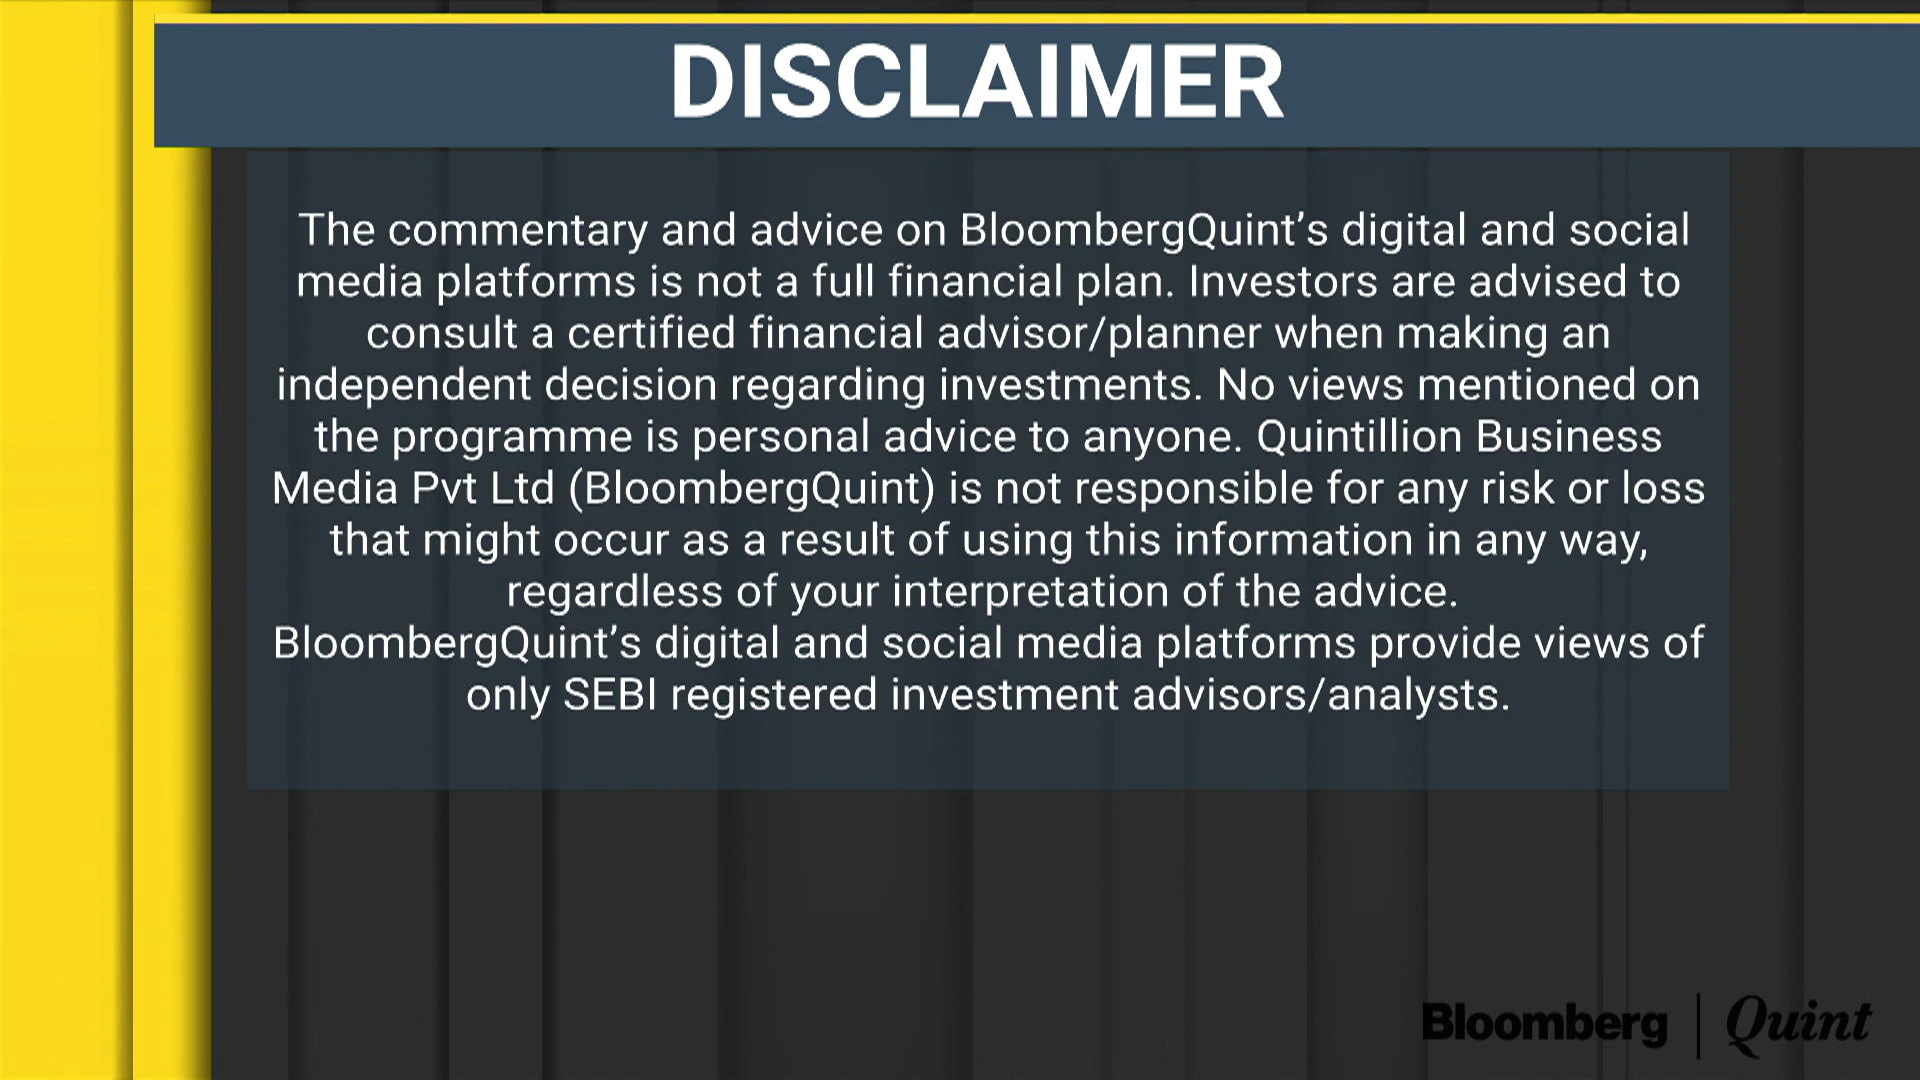 DISCLAIMER
The commentary and advice on BloombergQuint’s digital and social
media platforms is not a full financial plan. Investors are advised to
consult a certified financial advisor/planner when making an
independent decision regarding investments. No views mentioned on
the programme is personal advice to anyone. Quintillion Business
Media Pvt Ltd (BloombergQuint) is not responsible for any risk or loss
that might occur as a result of using this information in any way,
regardless of your interpretation of the advice.
BloombergQuint’s digital and social media platforms provide views of
only SEBI registered investment advisors/analysts.
Bloomberg | Quint